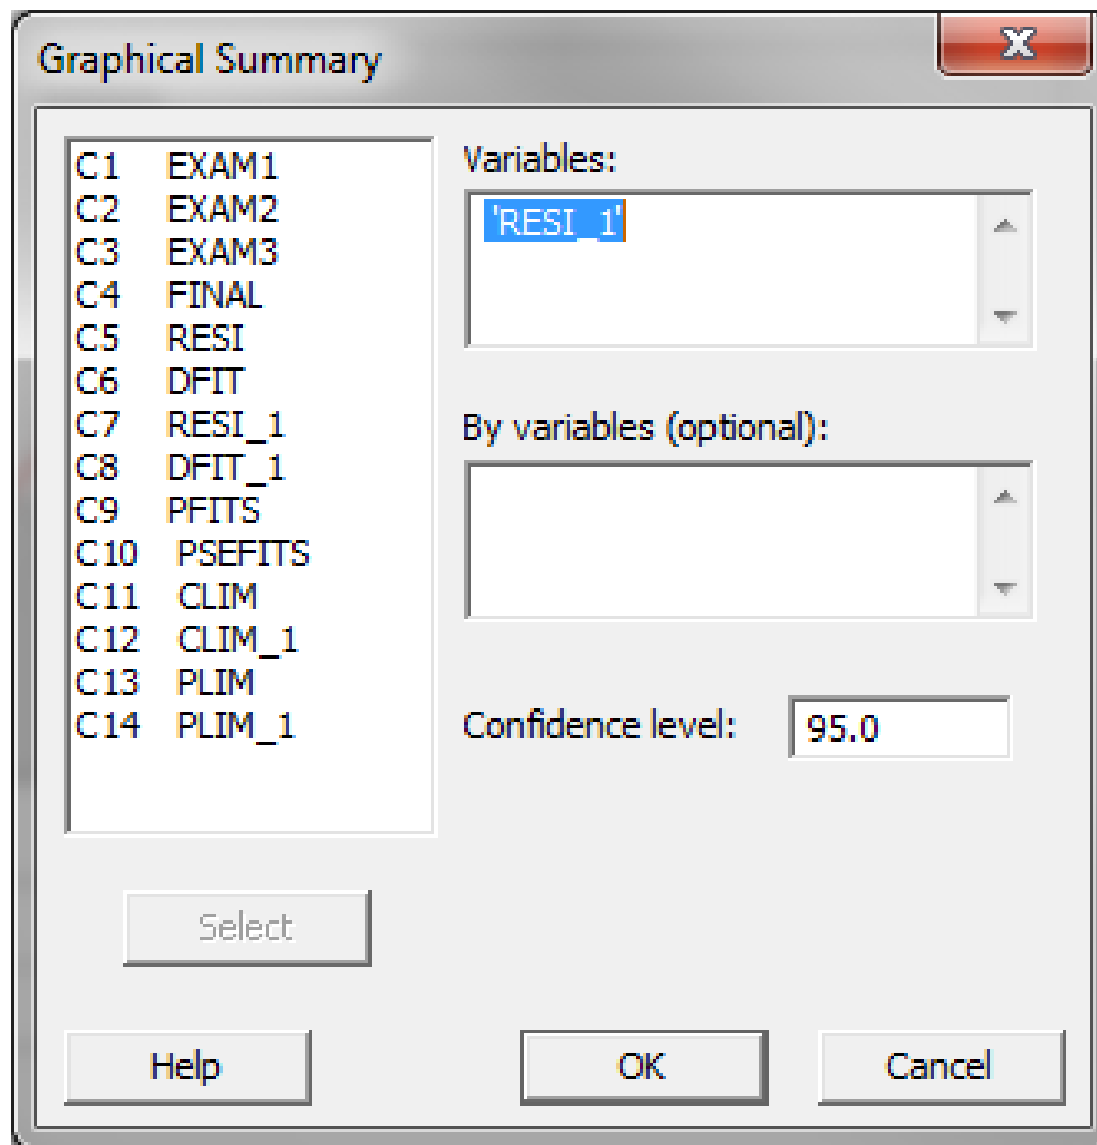 Graphical Summary
C1 EXAM1
C2 EXAM2
C3 EXAM3
C4 FINAL
C5 RESI
C6 DFIT
C7 RESI_1
C8 DFIT_1
C9 PFITS
C10 PSEFITS
C11 CLIM
C12 CLIM_1
C13 PLIM
C14 PLIM_1
Variables:
'RESI_1'
By variables (optional):
Confidence level: 95.0
Select
Help OK Cancel